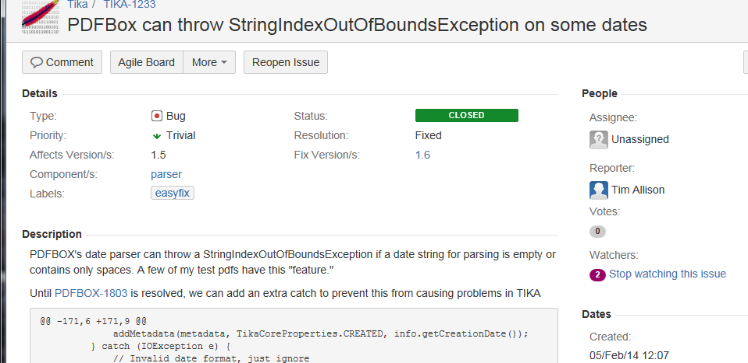 Tika / TIKA-1233
PDFBox can throw StringIndexOutOfBoundsException on some dates
Comment Agile Board More Reopen Issue
Details
Type: Bug
Status: CLOSED
Priority: Trivial
Resolution: Fixed
Affects Version/s: 1.5
Fix Version/s: 1.6
Component/s: parser
Labels: easyfix
Description
PDFBOX's date parser can throw a StringIndexOutOfBoundsException if a date string for parsing is empty or
contains only spaces. A few of my test pdfs have this "feature."
Until PDFBOX-1803 is resolved, we can add an extra catch to prevent this from causing problems in TIKA
@@ -171,6 +171,9 @@
addMetadata(metadata, TikaCoreProperties.CREATED, info.getCreationDate());
} catch (IOException e) {
// Invalid date format, just ignore
People
Assignee:
Unassigned
Reporter:
Tim Allison
Votes:
0
Watchers:
2 Stop watching this issue
Dates
Created:
05/Feb/14 12:07